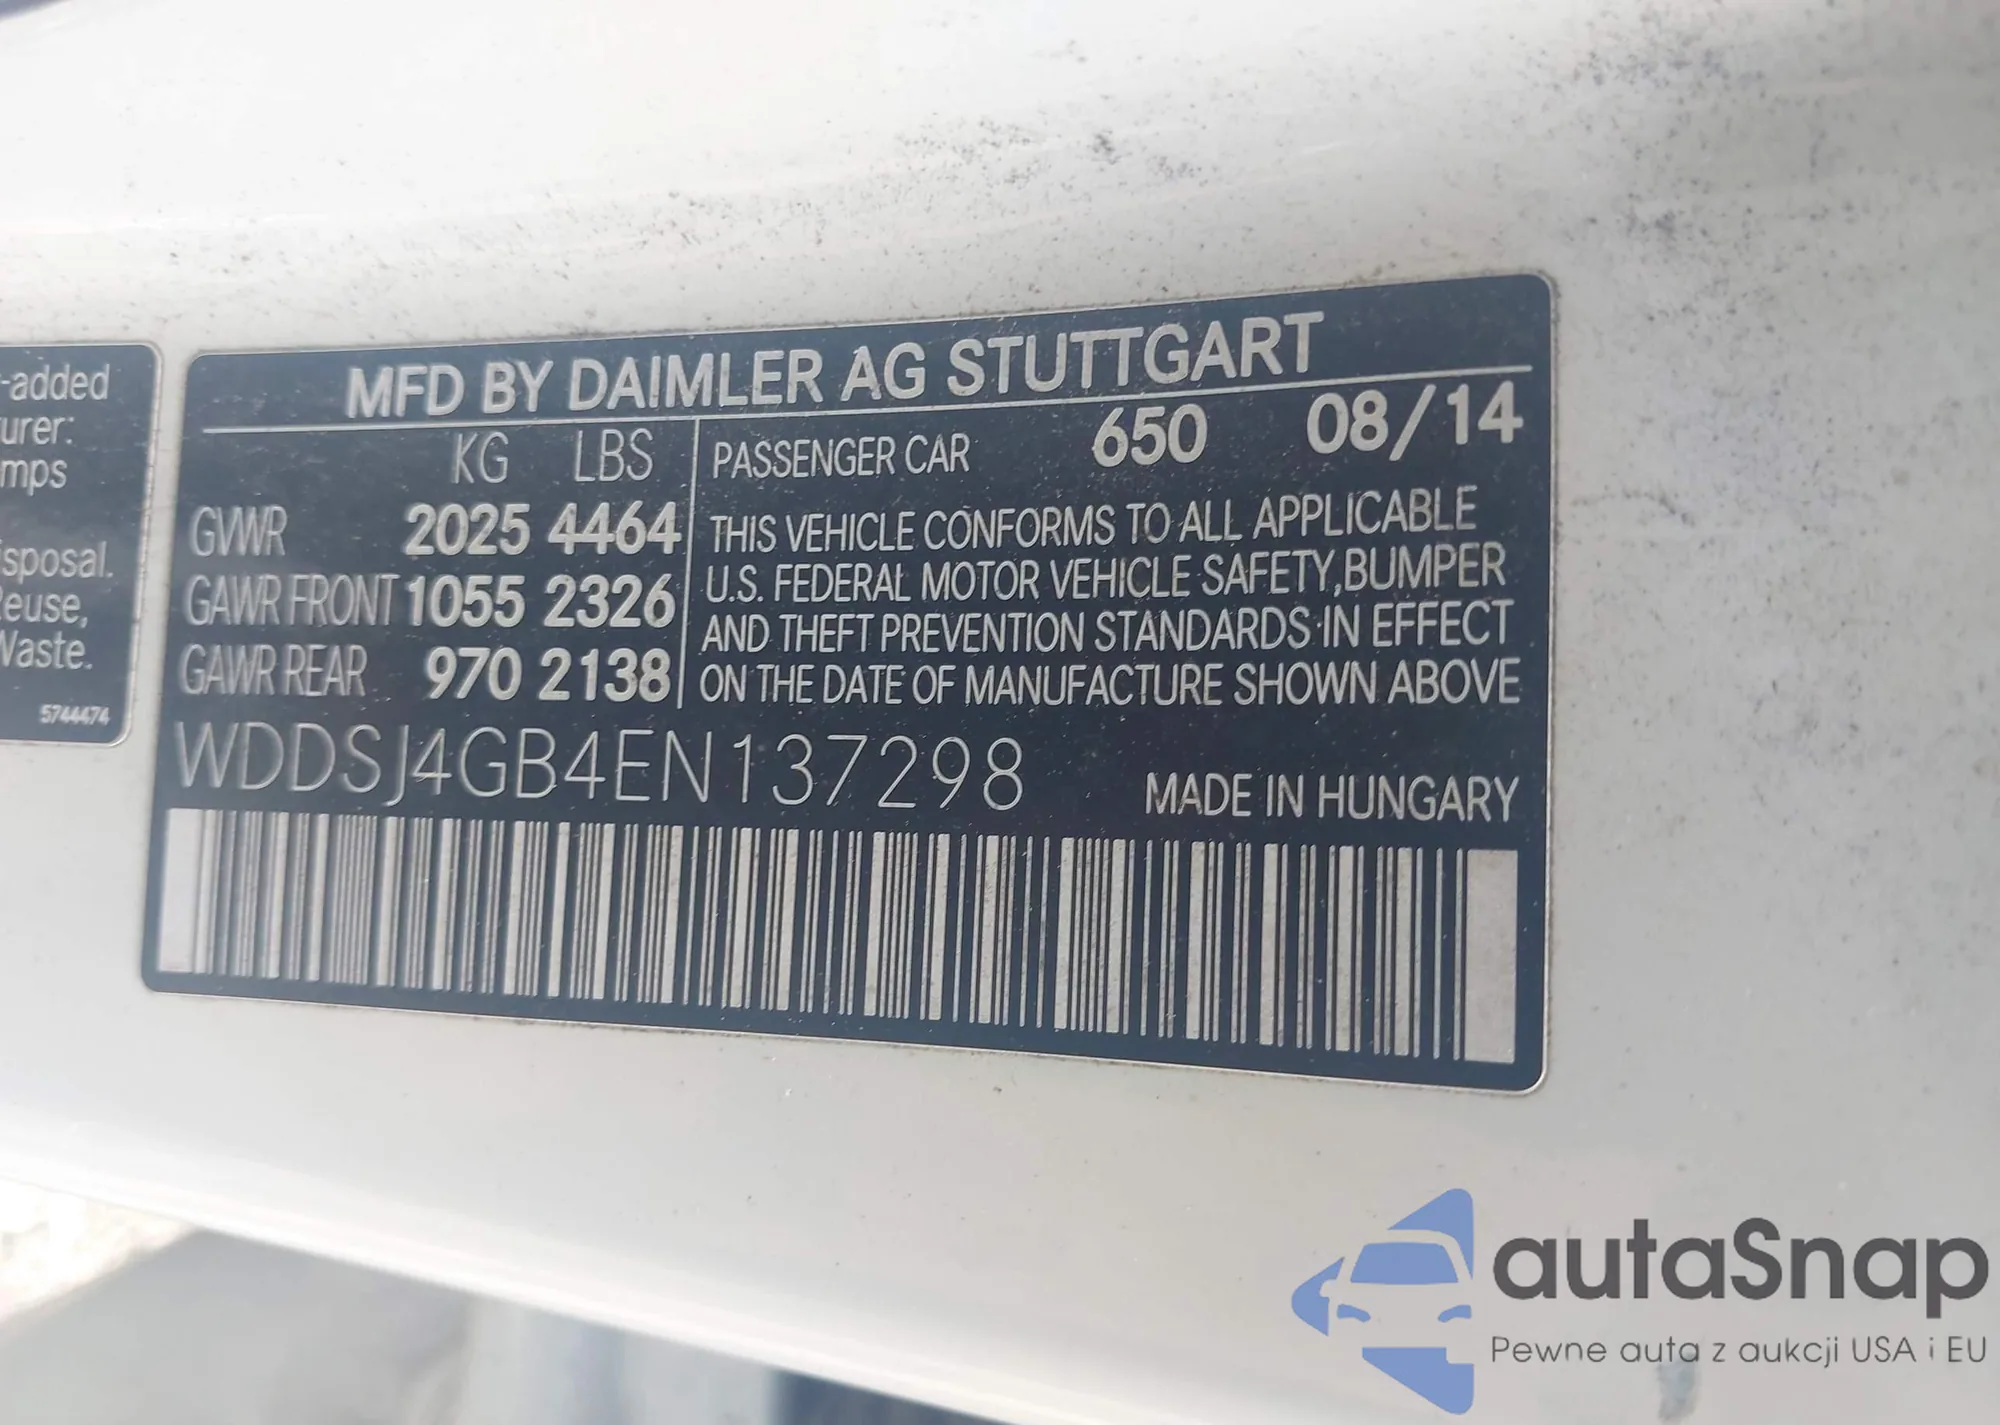 -added
urer:
mps
isposal.
Reuse,
Waste.
5744474
MFD BY DAIMLER AG STUTTGART
KG LBS
GVWR 2025 4464
GAWR FRONT 1055 2326
GAWR REAR 970 2138
PASSENGER CAR 650 08/14
THIS VEHICLE CONFORMS TO ALL APPLICABLE
U.S. FEDERAL MOTOR VEHICLE SAFETY, BUMPER
AND THEFT PREVENTION STANDARDS IN EFFECT
ON THE DATE OF MANUFACTURE SHOWN ABOVE
WDDSJ4GB4EN137298
MADE IN HUNGARY
autaSnap
Pewne auta z aukcji USA i EU